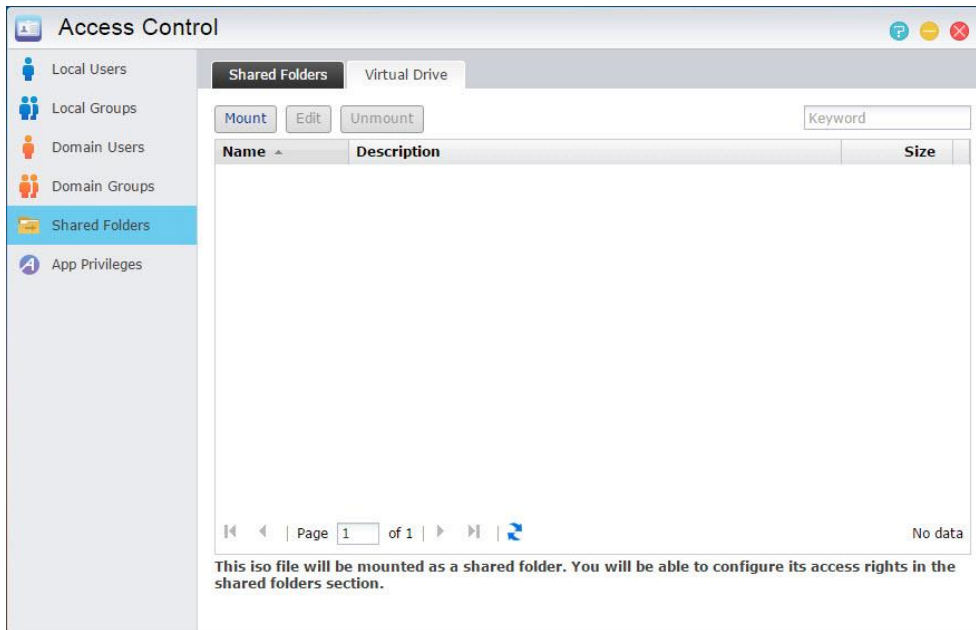 Access Control
Local Users
Local Groups
Domain Users
Domain Groups
Shared Folders
App Privileges
Shared Folders Virtual Drive
Mount Edit Unmount Keyword
Name Description Size
Page 1 of 1 No data
This iso file will be mounted as a shared folder. You will be able to configure its access rights in the
shared folders section.